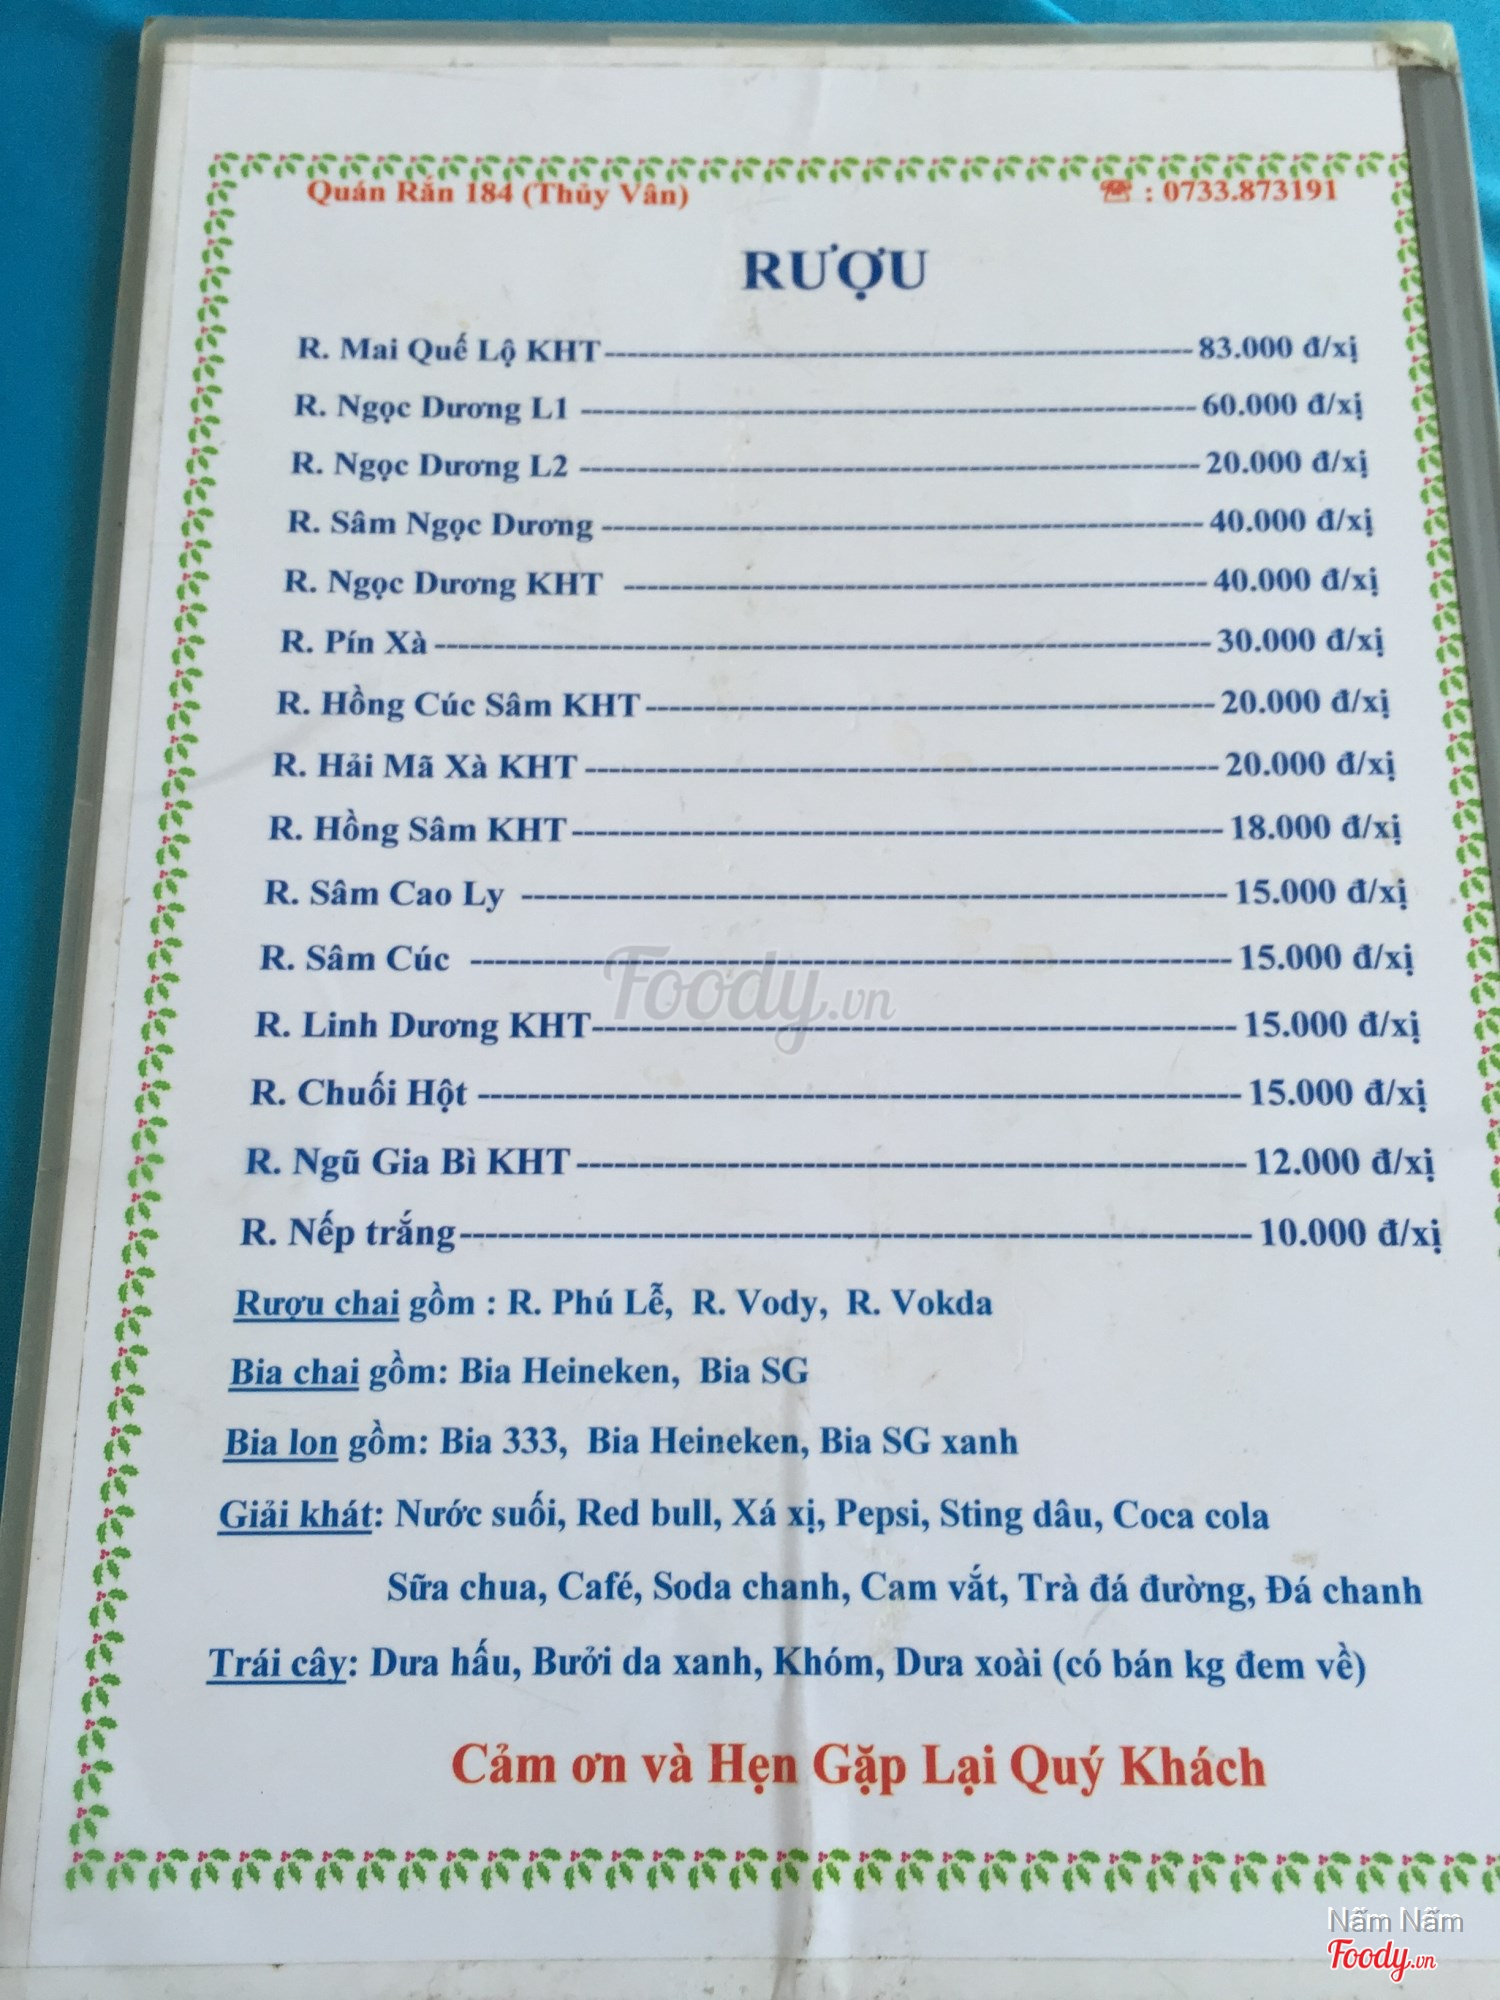 Quán Rắn 184 (Thủy Vân) ☎ : 0733.873191
RƯỢU
R. Mai Quế Lộ KHT 83.000 đ/xị
R. Ngọc Dương L1 60.000 đ/xị
R. Ngọc Dương L2 20.000 đ/xị
R. Sâm Ngọc Dương 40.000 đ/xị
R. Ngọc Dương KHT 40.000 đ/xị
R. Pín Xà 30.000 đ/xị
R. Hồng Cúc Sâm KHT 20.000 đ/xị
R. Hải Mã Xà KHT 20.000 đ/xị
R. Hồng Sâm KHT 18.000 đ/xị
R. Sâm Cao Ly 15.000 đ/xị
R. Sâm Cúc 15.000 đ/xị
Foody.vn
R. Linh Dương KHT 15.000 đ/xị
R. Chuối Hột 15.000 đ/xị
R. Ngũ Gia Bì KHT 12.000 đ/xị
R. Nếp trắng 10.000 đ/xị
Rượu chai gồm : R. Phú Lễ, R. Vody, R. Vokda
Bia chai gồm: Bia Heineken, Bia SG
Bia lon gồm: Bia 333, Bia Heineken, Bia SG xanh
Giải khát: Nước suối, Red bull, Xá xị, Pepsi, Sting dâu, Coca cola
Sữa chua, Café, Soda chanh, Cam vắt, Trà đá đường, Đá chanh
Trái cây: Dưa hấu, Bưởi da xanh, Khóm, Dưa xoài (có bán kg đem về)
Cảm ơn và Hẹn Gặp Lại Quý Khách
Nấm Nấm
Foody.vn